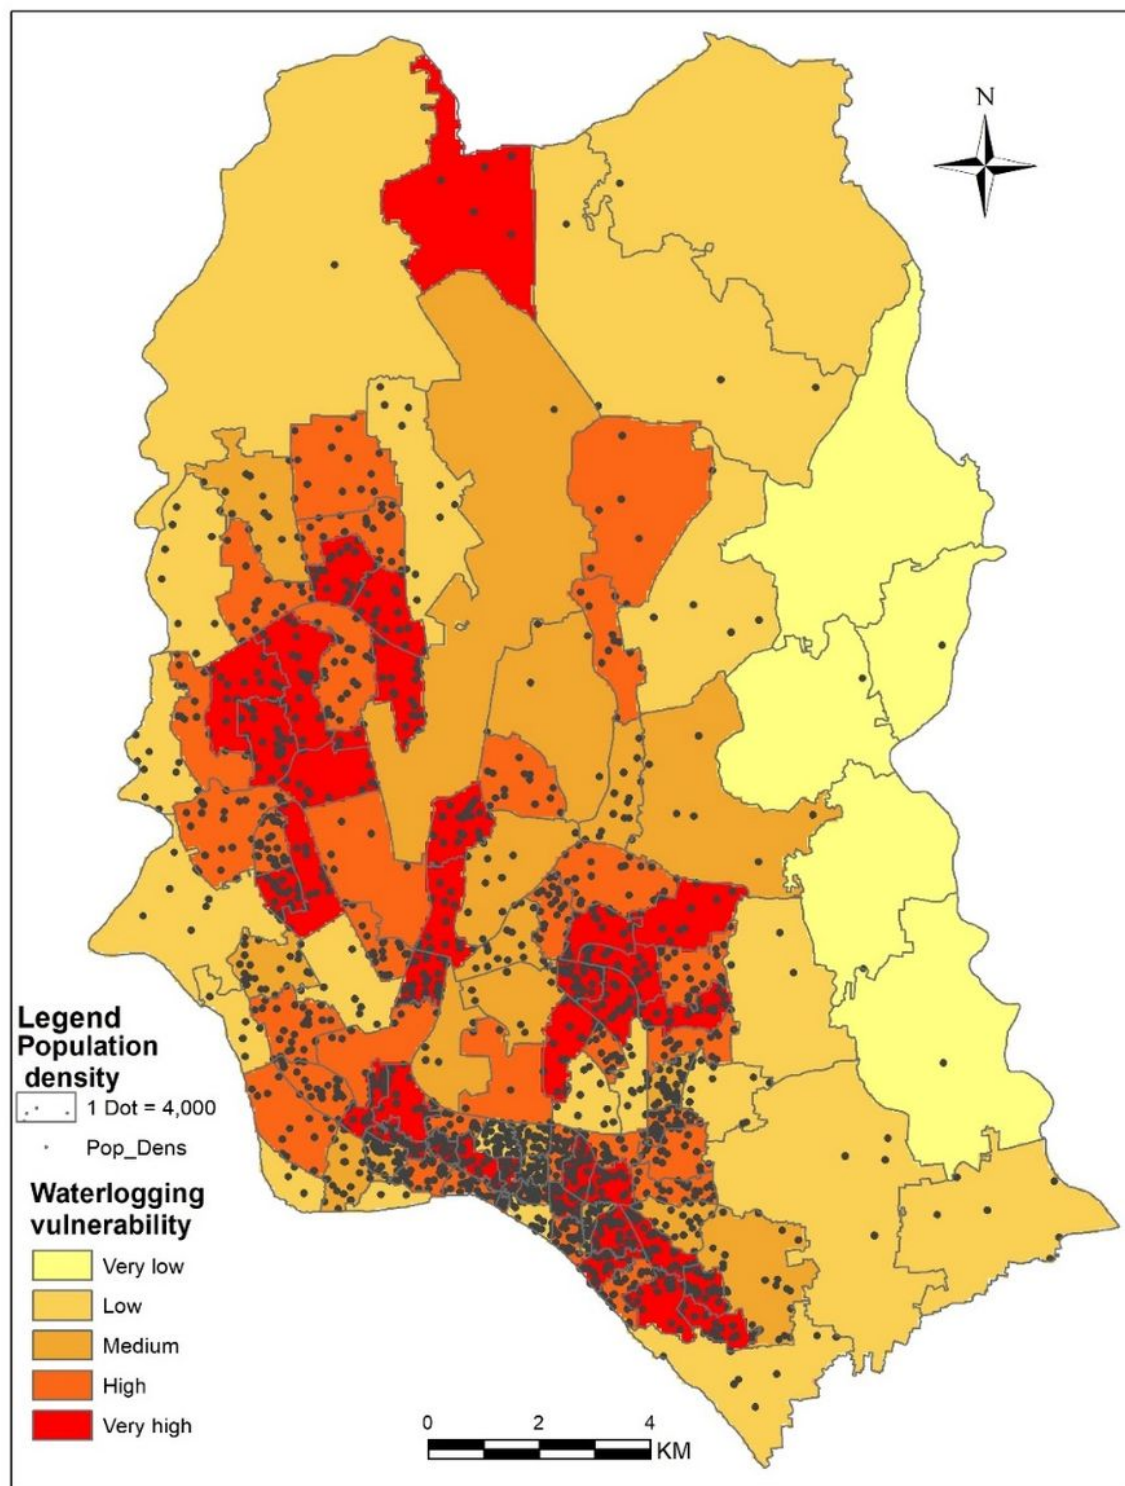 N
Legend
Population
density
1 Dot = 4,000
Pop_Dens
Waterlogging
vulnerability
Very low
Low
Medium
High
Very high
0 2 4
KM